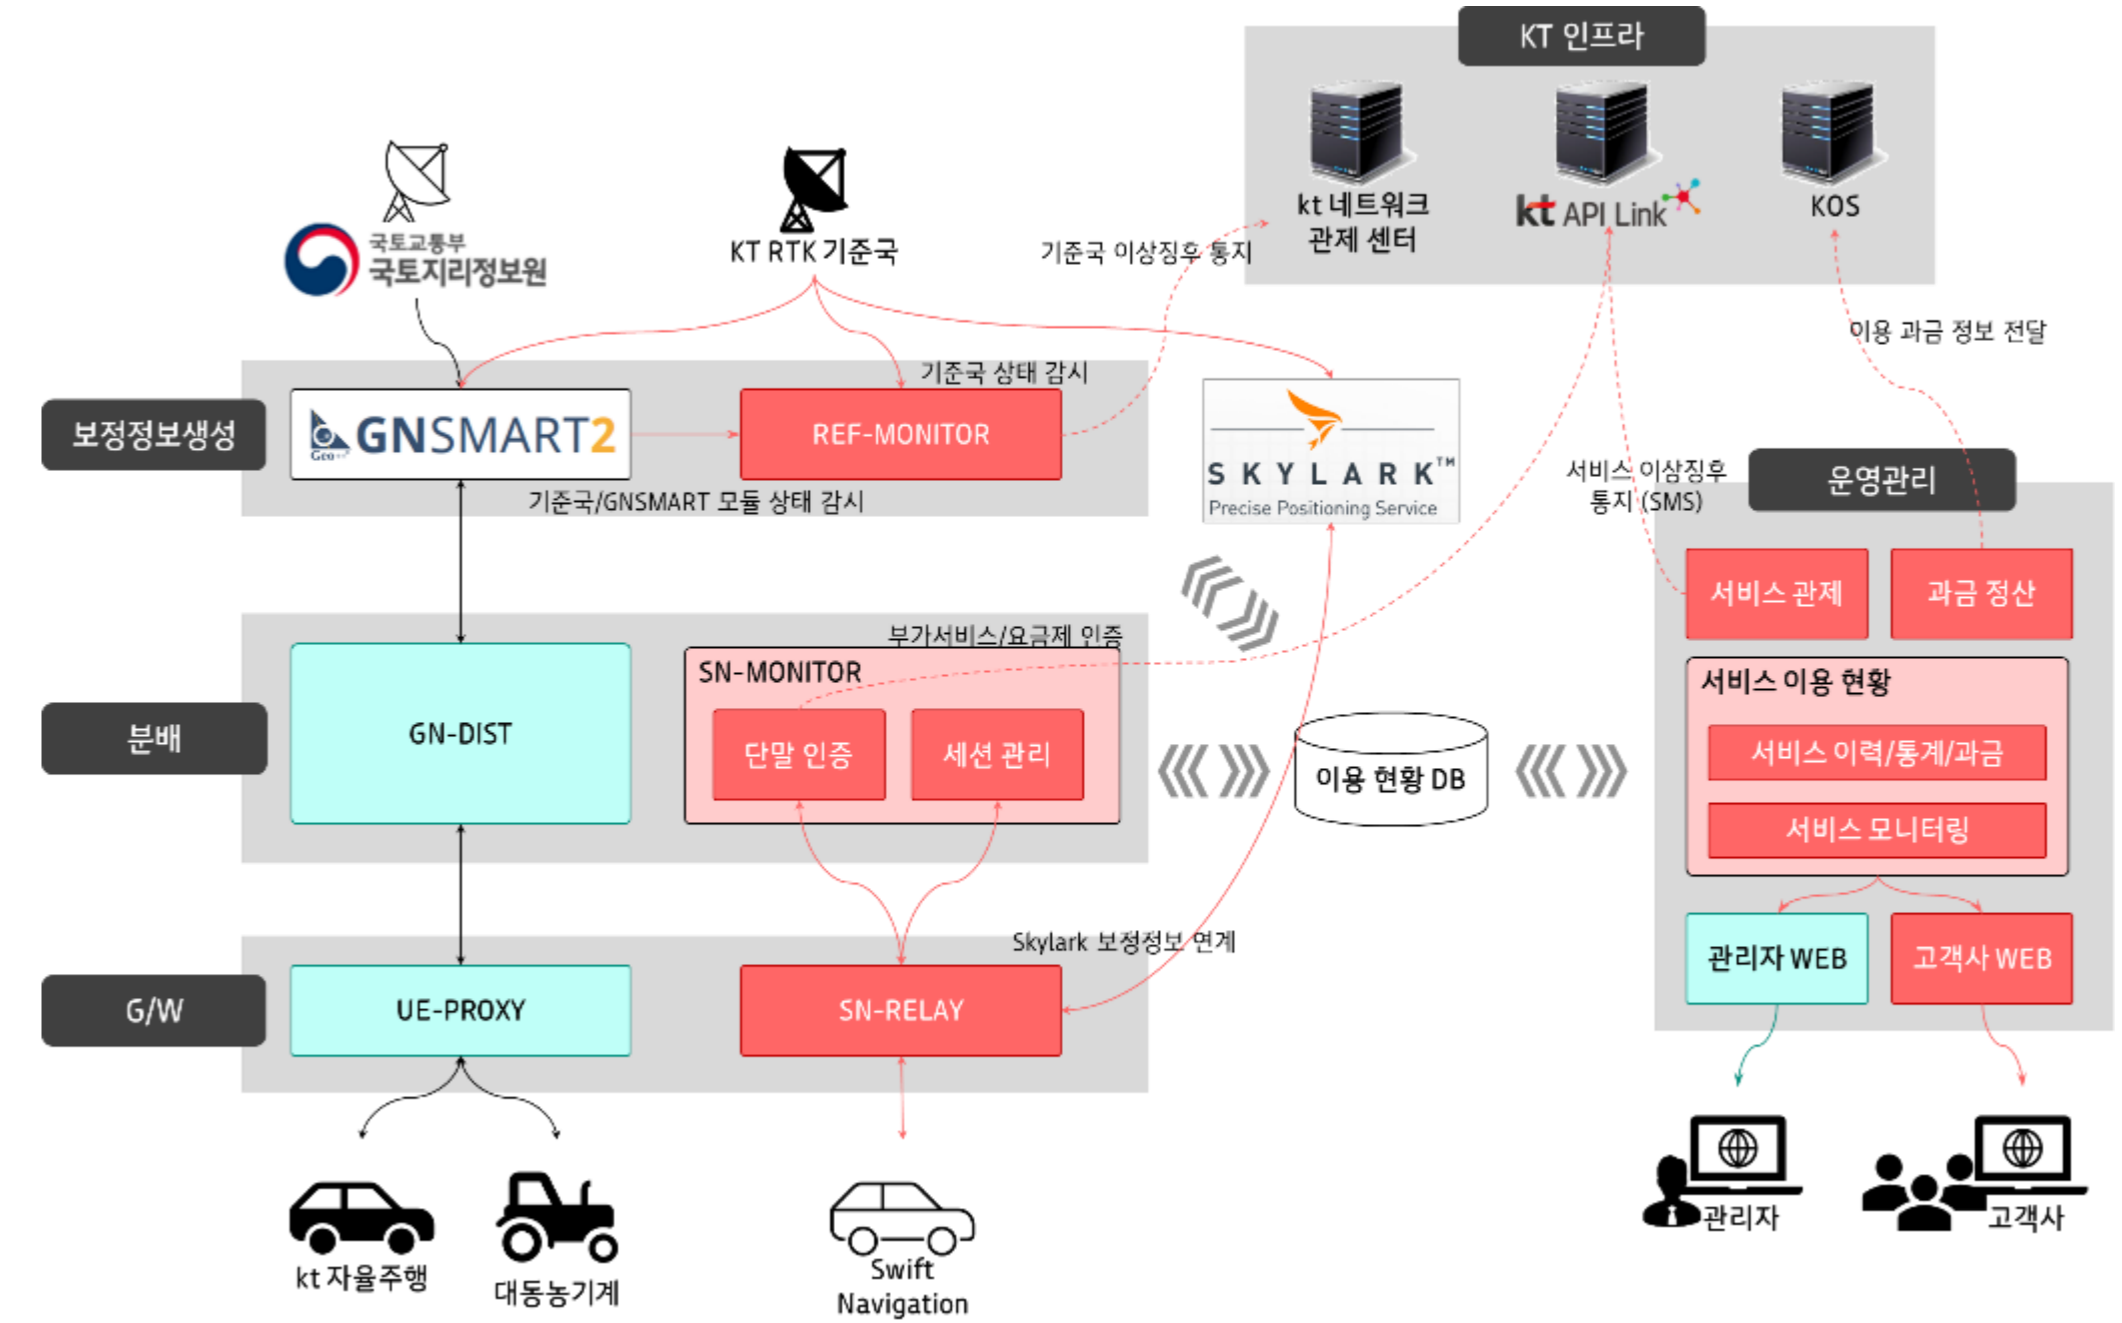 KT 인프라
kt 네트워크
관제 센터
kt API Link
KOS
국토교통부
국토지리정보원
KT RTK 기준국
기준국 이상징후 통지
이용 과금 정보 전달
기준국 상태 감시
보정정보생성
Geo++
GNSMART2
REF-MONITOR
기준국/GNSMART 모듈 상태 감시
SKYLARK™
Precise Positioning Service
서비스 이상징후
통지 (SMS)
운영관리
서비스 관제
과금 정산
부가서비스/요금제 인증
분배
GN-DIST
SN-MONITOR
단말 인증
세션 관리
이용 현황 DB
서비스 이용 현황
서비스 이력/통계/과금
서비스 모니터링
Skylark 보정정보 연계
G/W
UE-PROXY
SN-RELAY
관리자 WEB
고객사 WEB
kt 자율주행
대동농기계
Swift
Navigation
관리자
고객사